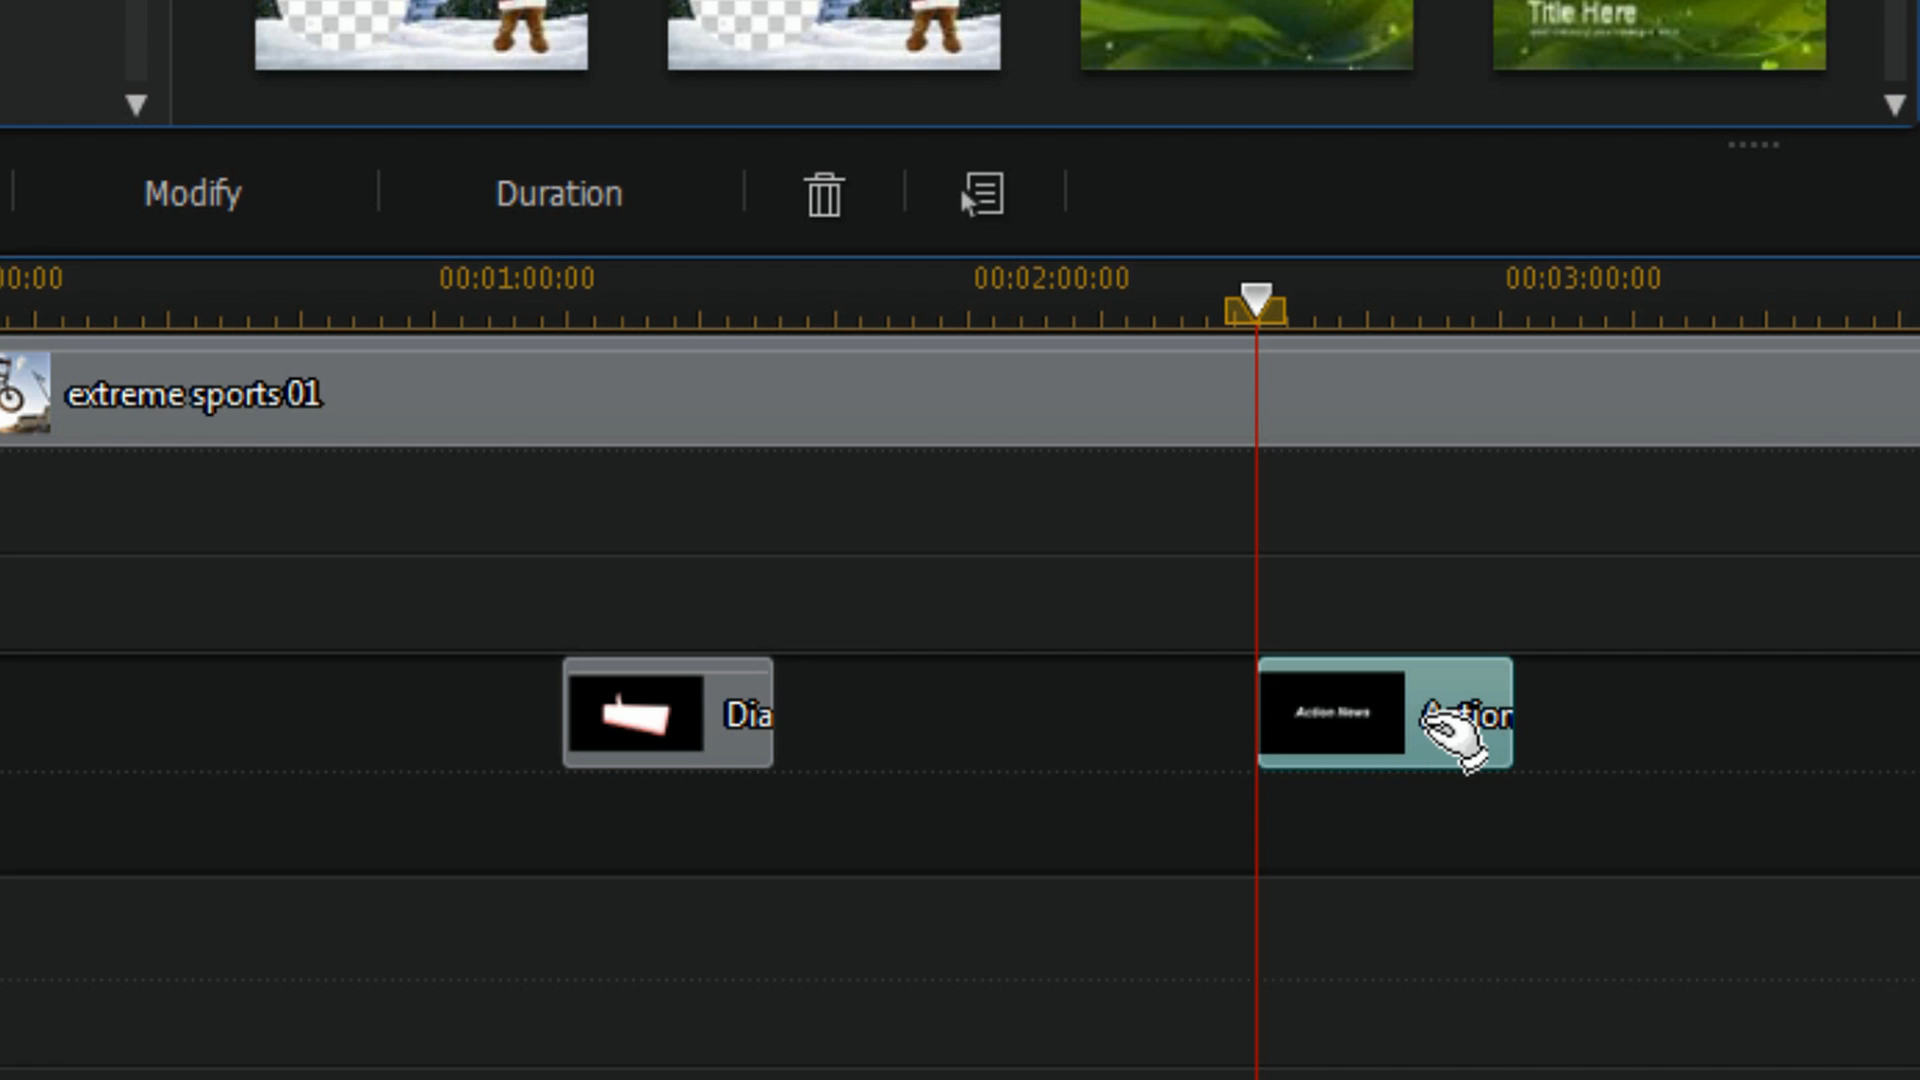 Title Here
Modify
Duration
00:00
00:01:00:00
00:02:00:00
00:03:00:00
extreme sports 01
Dia
Action News